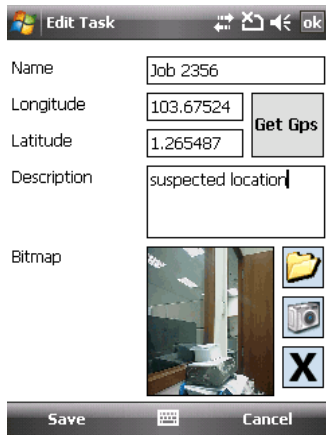 Edit Task
ok
Name
Job 2356
Longitude
103.67524
Get Gps
Latitude
1.265487
Description
suspected location
Bitmap
X
Save
Cancel